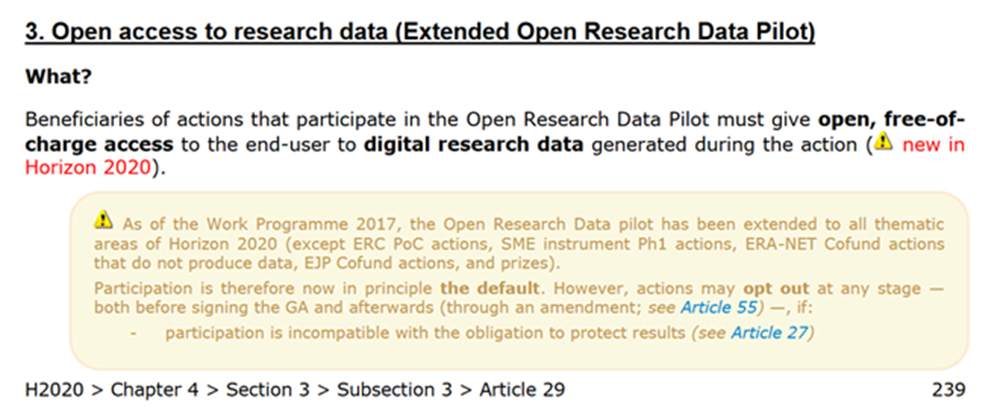 3. Open access to research data (Extended Open Research Data Pilot)
What?
Beneficiaries of actions that participate in the Open Research Data Pilot must give open, free-of-
charge access to the end-user to digital research data generated during the action (⚠ new in
Horizon 2020).
⚠ As of the Work Programme 2017, the Open Research Data pilot has been extended to all thematic
areas of Horizon 2020 (except ERC PoC actions, SME instrument Ph1 actions, ERA-NET Cofund actions
that do not produce data, EJP Cofund actions, and prizes).
Participation is therefore now in principle the default. However, actions may opt out at any stage —
both before signing the GA and afterwards (through an amendment; see Article 55) —, if:
- participation is incompatible with the obligation to protect results (see Article 27)
H2020 > Chapter 4 > Section 3 > Subsection 3 > Article 29 239